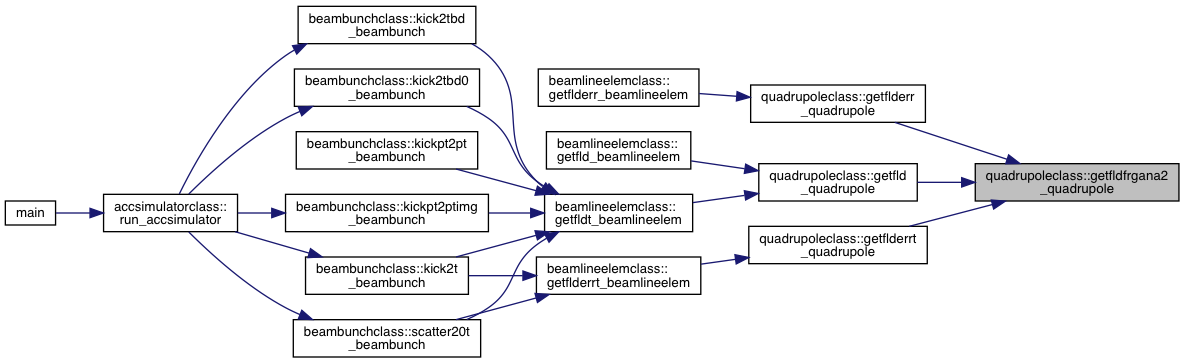 main
accsimulatorclass::
run_accsimulator
beambunchclass::kick2tbd
_beambunch
beambunchclass::kick2tbd0
_beambunch
beambunchclass::kickpt2pt
_beambunch
beambunchclass::kickpt2ptimg
_beambunch
beambunchclass::kick2t
_beambunch
beambunchclass::scatter20t
_beambunch
beamlineelemclass::
getflderr_beamlineelem
beamlineelemclass::
getfld_beamlineelem
beamlineelemclass::
getfldt_beamlineelem
beamlineelemclass::
getflderrt_beamlineelem
quadrupoleclass::getflderr
_quadrupole
quadrupoleclass::getfld
_quadrupole
quadrupoleclass::getflderrt
_quadrupole
quadrupoleclass::getfldfrgana2
_quadrupole